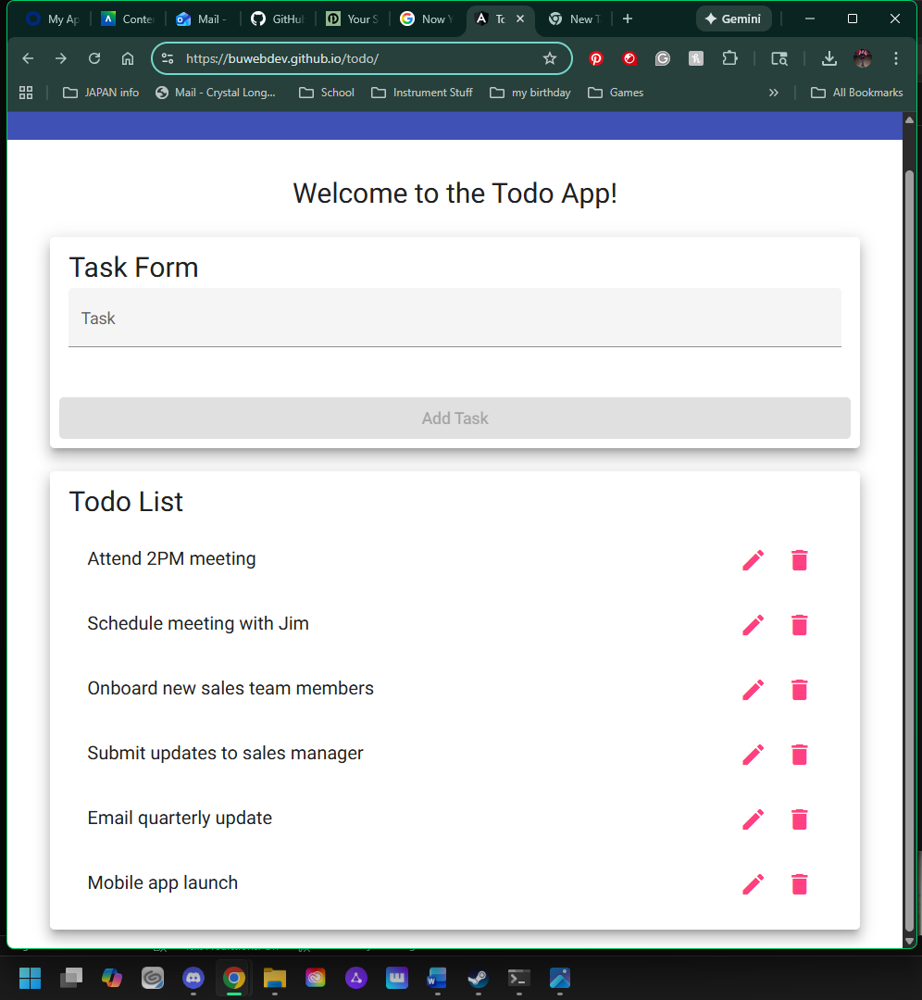 My Ap
Conte
Mail -
GitHu
Your S
Now Y
To
New T
Gemini
https://buwebdev.github.io/todo/
JAPAN info
Mail - Crystal Long...
School
Instrument Stuff
my birthday
Games
All Bookmarks
Welcome to the Todo App!
Task Form
Task
Add Task
Todo List
Attend 2PM meeting
Schedule meeting with Jim
Onboard new sales team members
Submit updates to sales manager
Email quarterly update
Mobile app launch